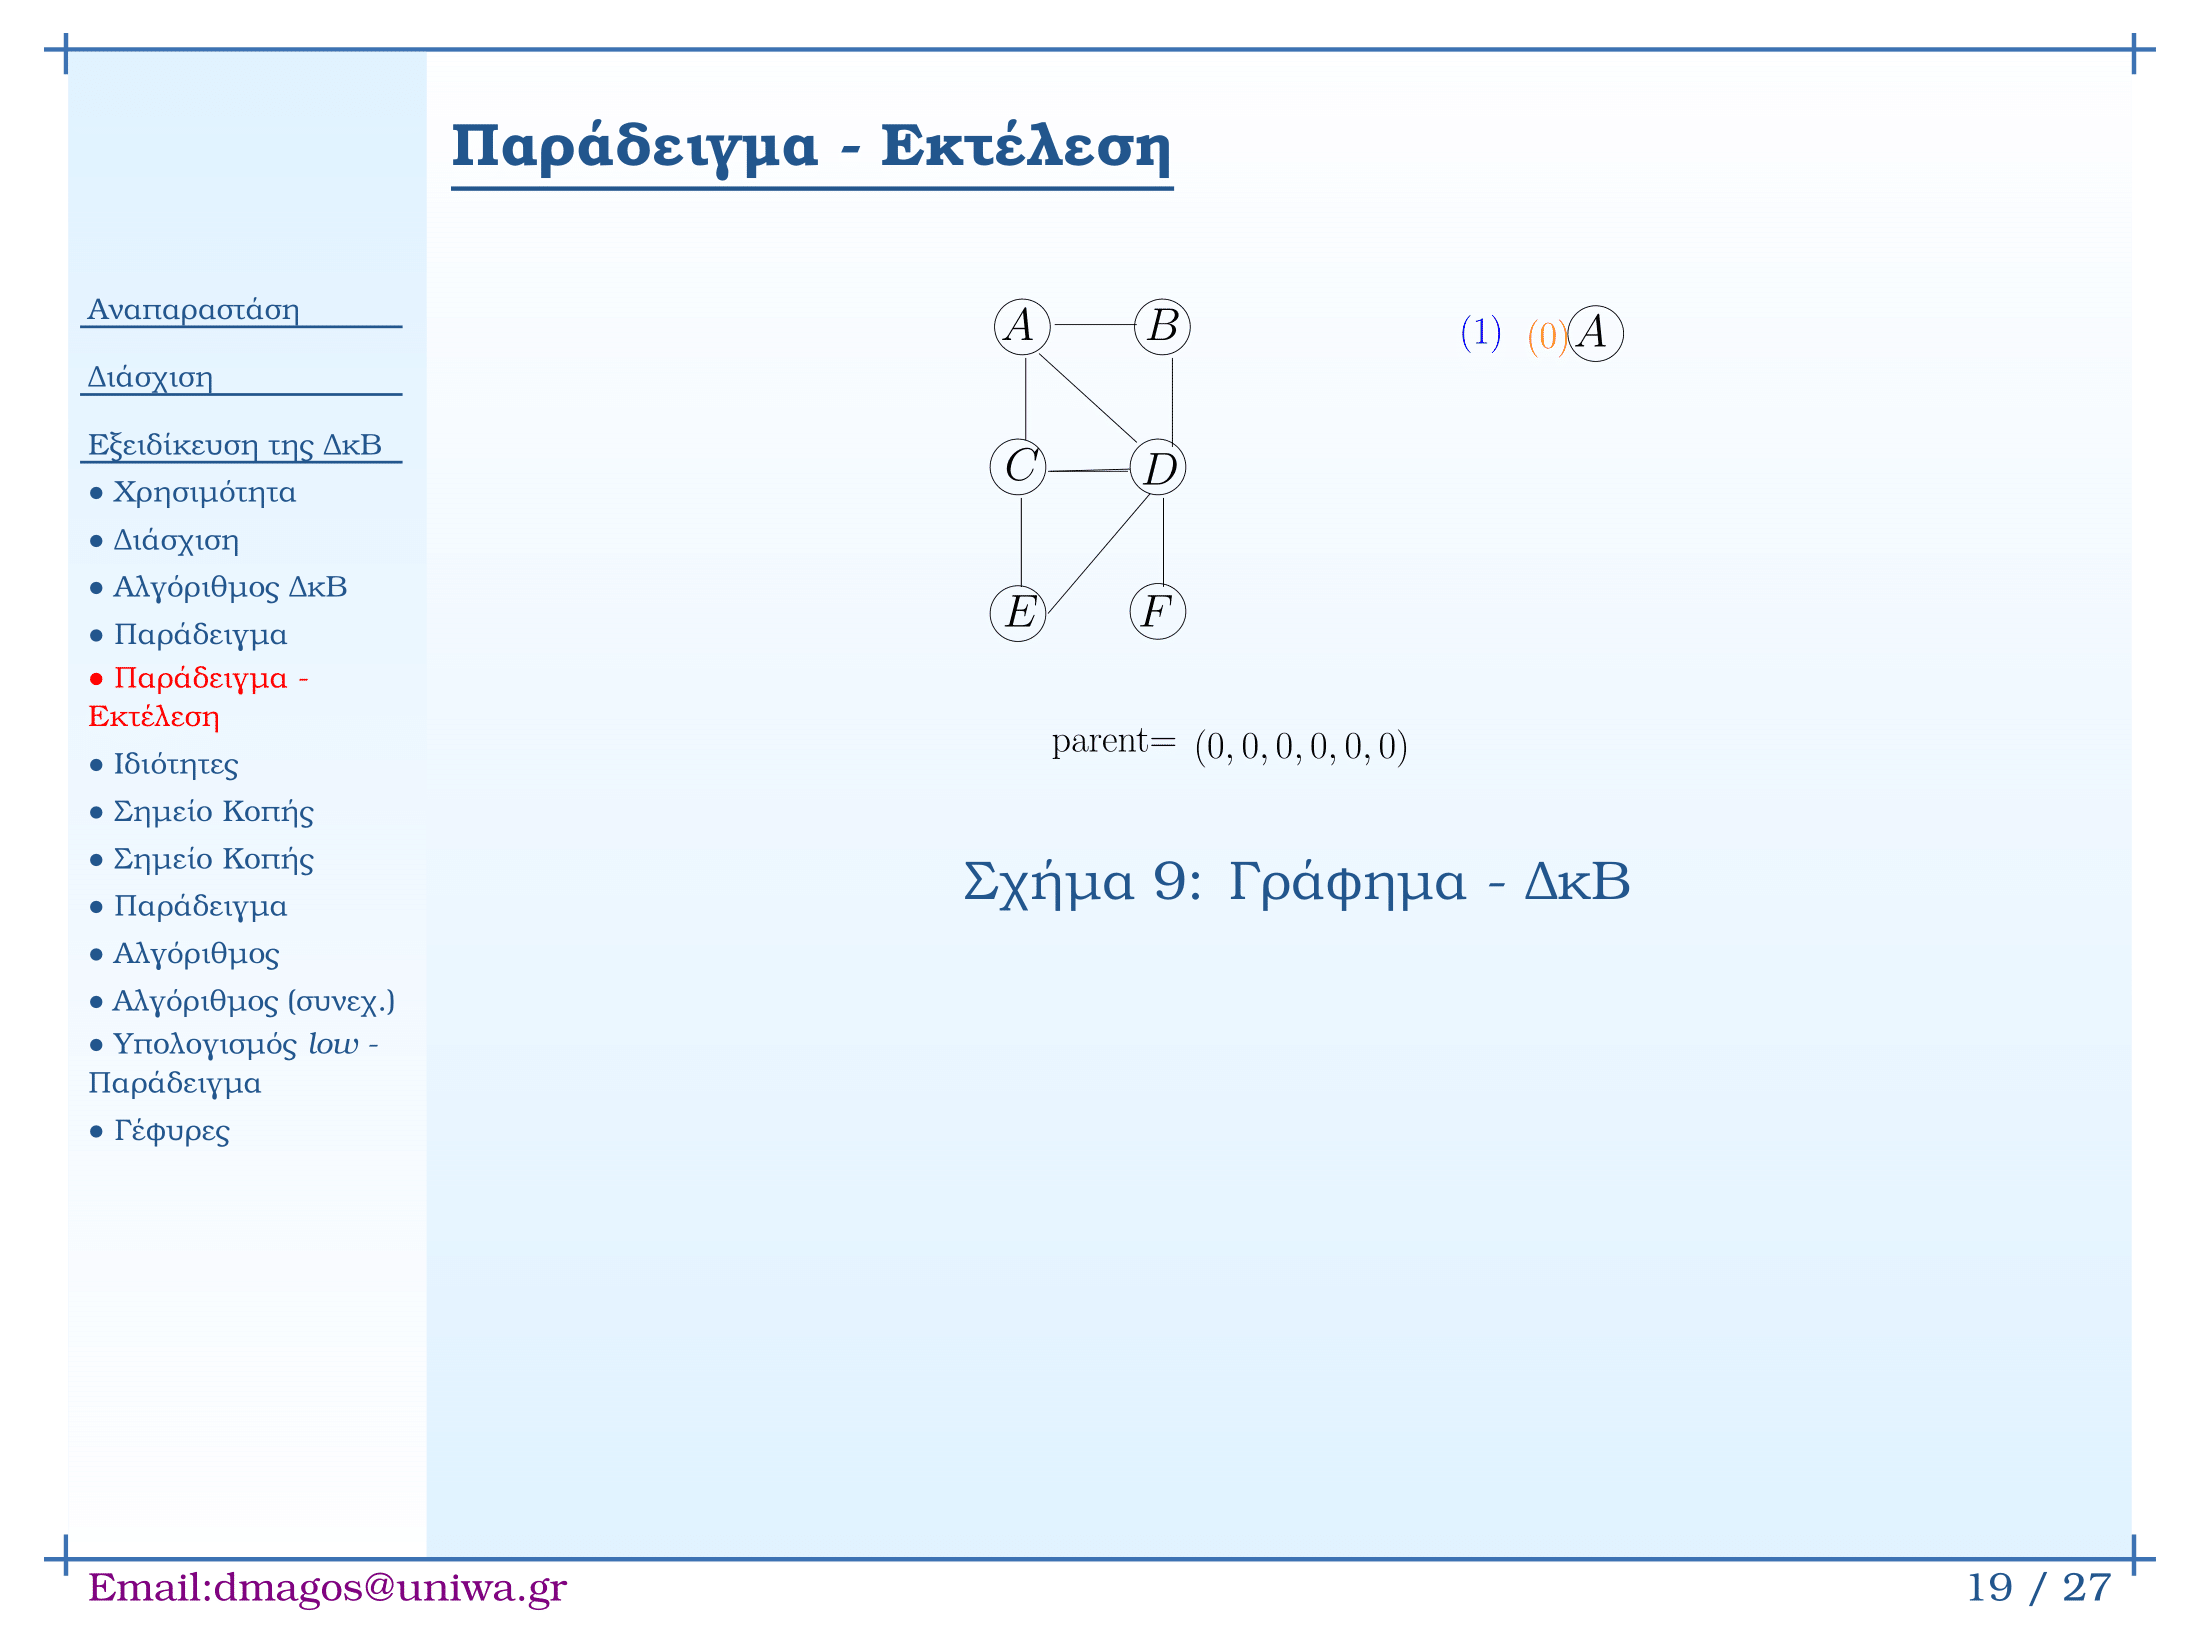 Παράδειγμα - Εκτέλεση
Αναπαραστάση
Διάσχιση
Εξειδίκευση της ΔκΒ
● Χρησιμότητα
● Διάσχιση
● Αλγόριθμος ΔκΒ
● Παράδειγμα
● Παράδειγμα -
Εκτέλεση
● Ιδιότητες
● Σημείο Κοπής
● Σημείο Κοπής
● Παράδειγμα
● Αλγόριθμος
● Αλγόριθμος (συνεχ.)
● Υπολογισμός low -
Παράδειγμα
● Γέφυρες
A B (1) (0) A
C D
E F
parent= (0, 0, 0, 0, 0, 0)
Σχήμα 9: Γράφημα - ΔκΒ
Email:dmagos@uniwa.gr
19 / 27